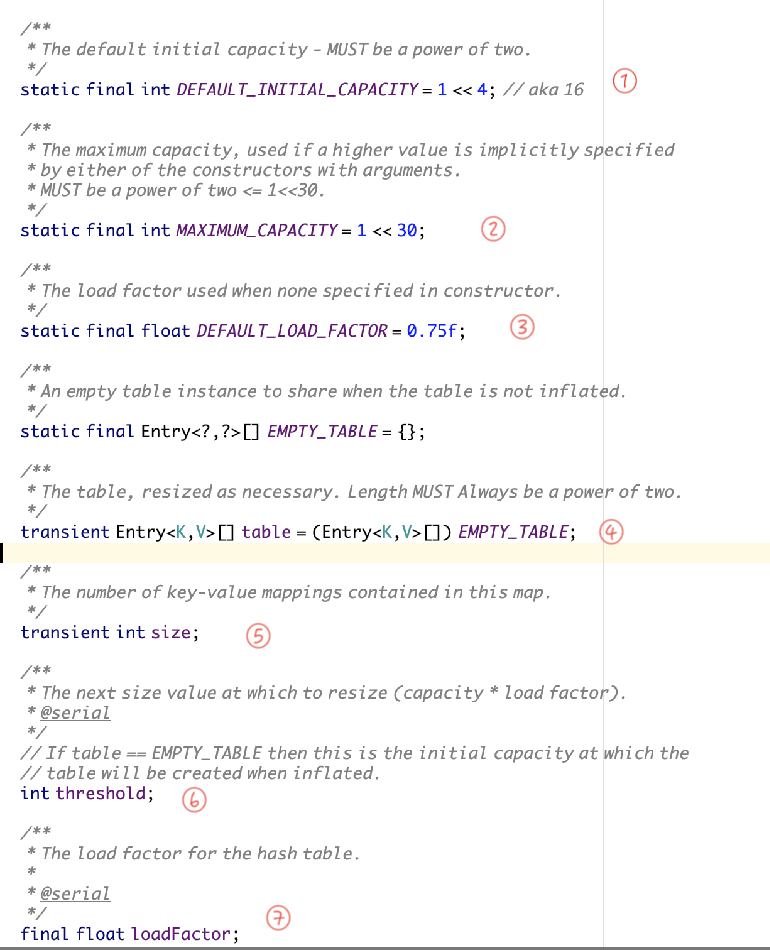 /**
 * The default initial capacity - MUST be a power of two.
 */
static final int DEFAULT_INITIAL_CAPACITY = 1 << 4; // aka 16 ①
/**
 * The maximum capacity, used if a higher value is implicitly specified
 * by either of the constructors with arguments.
 * MUST be a power of two <= 1<<30.
 */
static final int MAXIMUM_CAPACITY = 1 << 30; ②
/**
 * The load factor used when none specified in constructor.
 */
static final float DEFAULT_LOAD_FACTOR = 0.75f; ③
/**
 * An empty table instance to share when the table is not inflated.
 */
static final Entry<?,?>[] EMPTY_TABLE = {};
/**
 * The table, resized as necessary. Length MUST Always be a power of two.
 */
transient Entry<K,V>[] table = (Entry<K,V>[]) EMPTY_TABLE; ④
/**
 * The number of key-value mappings contained in this map.
 */
transient int size; ⑤
/**
 * The next size value at which to resize (capacity * load factor).
 * @serial
 */
// If table == EMPTY_TABLE then this is the initial capacity at which the
// table will be created when inflated.
int threshold; ⑥
/**
 * The load factor for the hash table.
 *
 * @serial
 */
final float loadFactor; ⑦